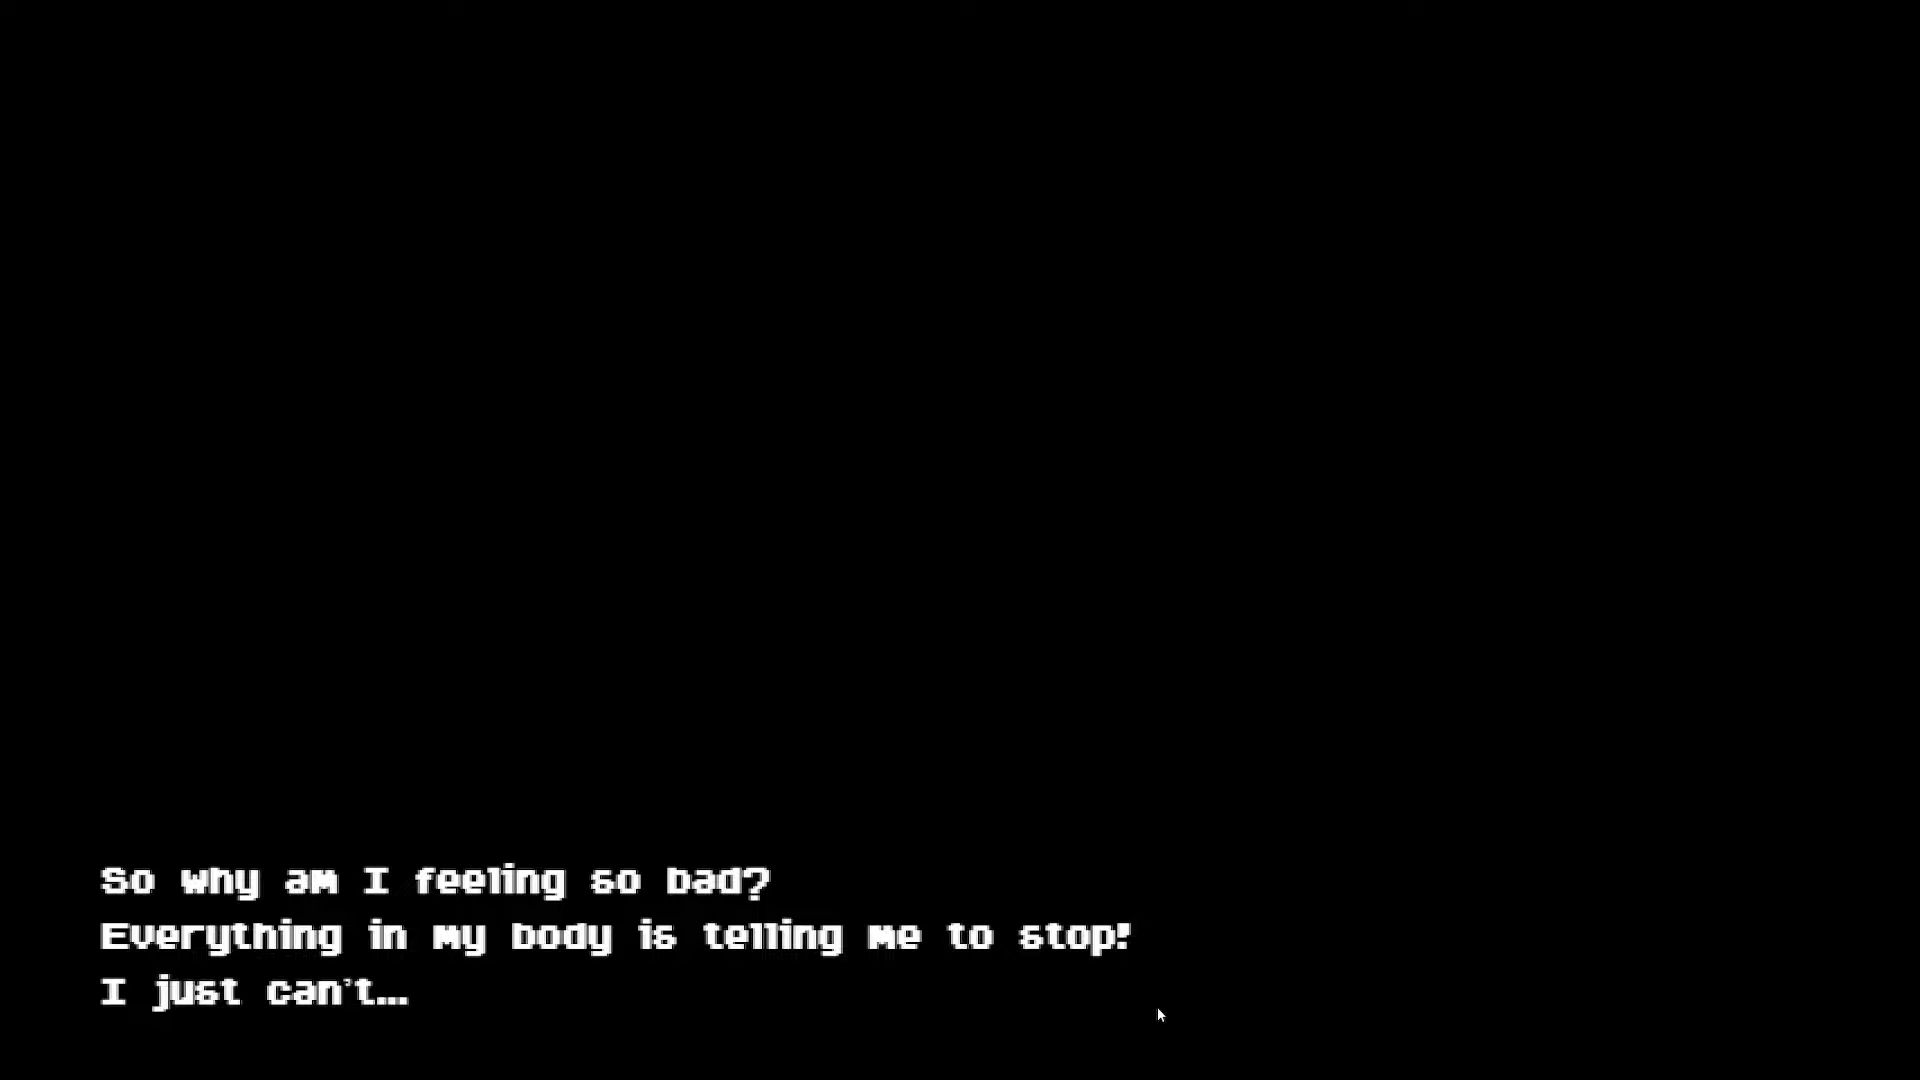 So why am I feeling so bad?
Everything in my body is telling me to stop!
I just can't...